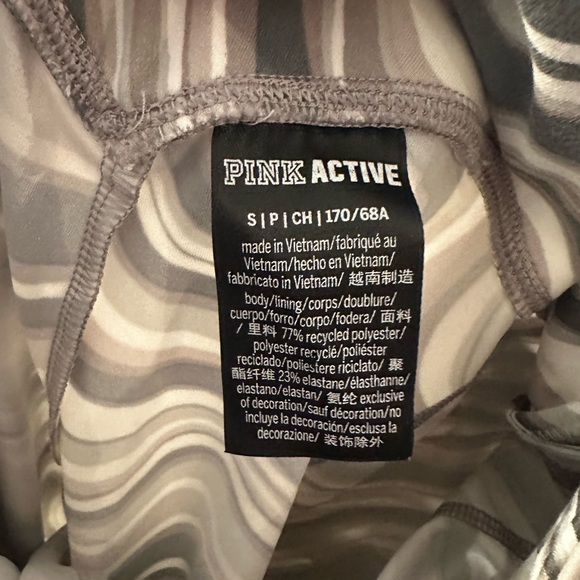 PINK ACTIVE
S|P|CH|170/68A
made in Vietnam/fabriqué au
Vietnam/hecho en Vietnam/
fabbricato in Vietnam/ 越南制造
body/lining/corps/doublure/
cuerpo/forro/corpo/fodera/ 面料
/ 里料 77% recycled polyester/
polyester recyclé/poliéster
reciclado/poliestere riciclato/ 聚
酯纤维 23% elastane/élasthanne/
elastano/elastan/ 氨纶 exclusive
of decoration/sauf décoration/no
incluye la decoración/esclusa la
decorazione/ 装饰除外